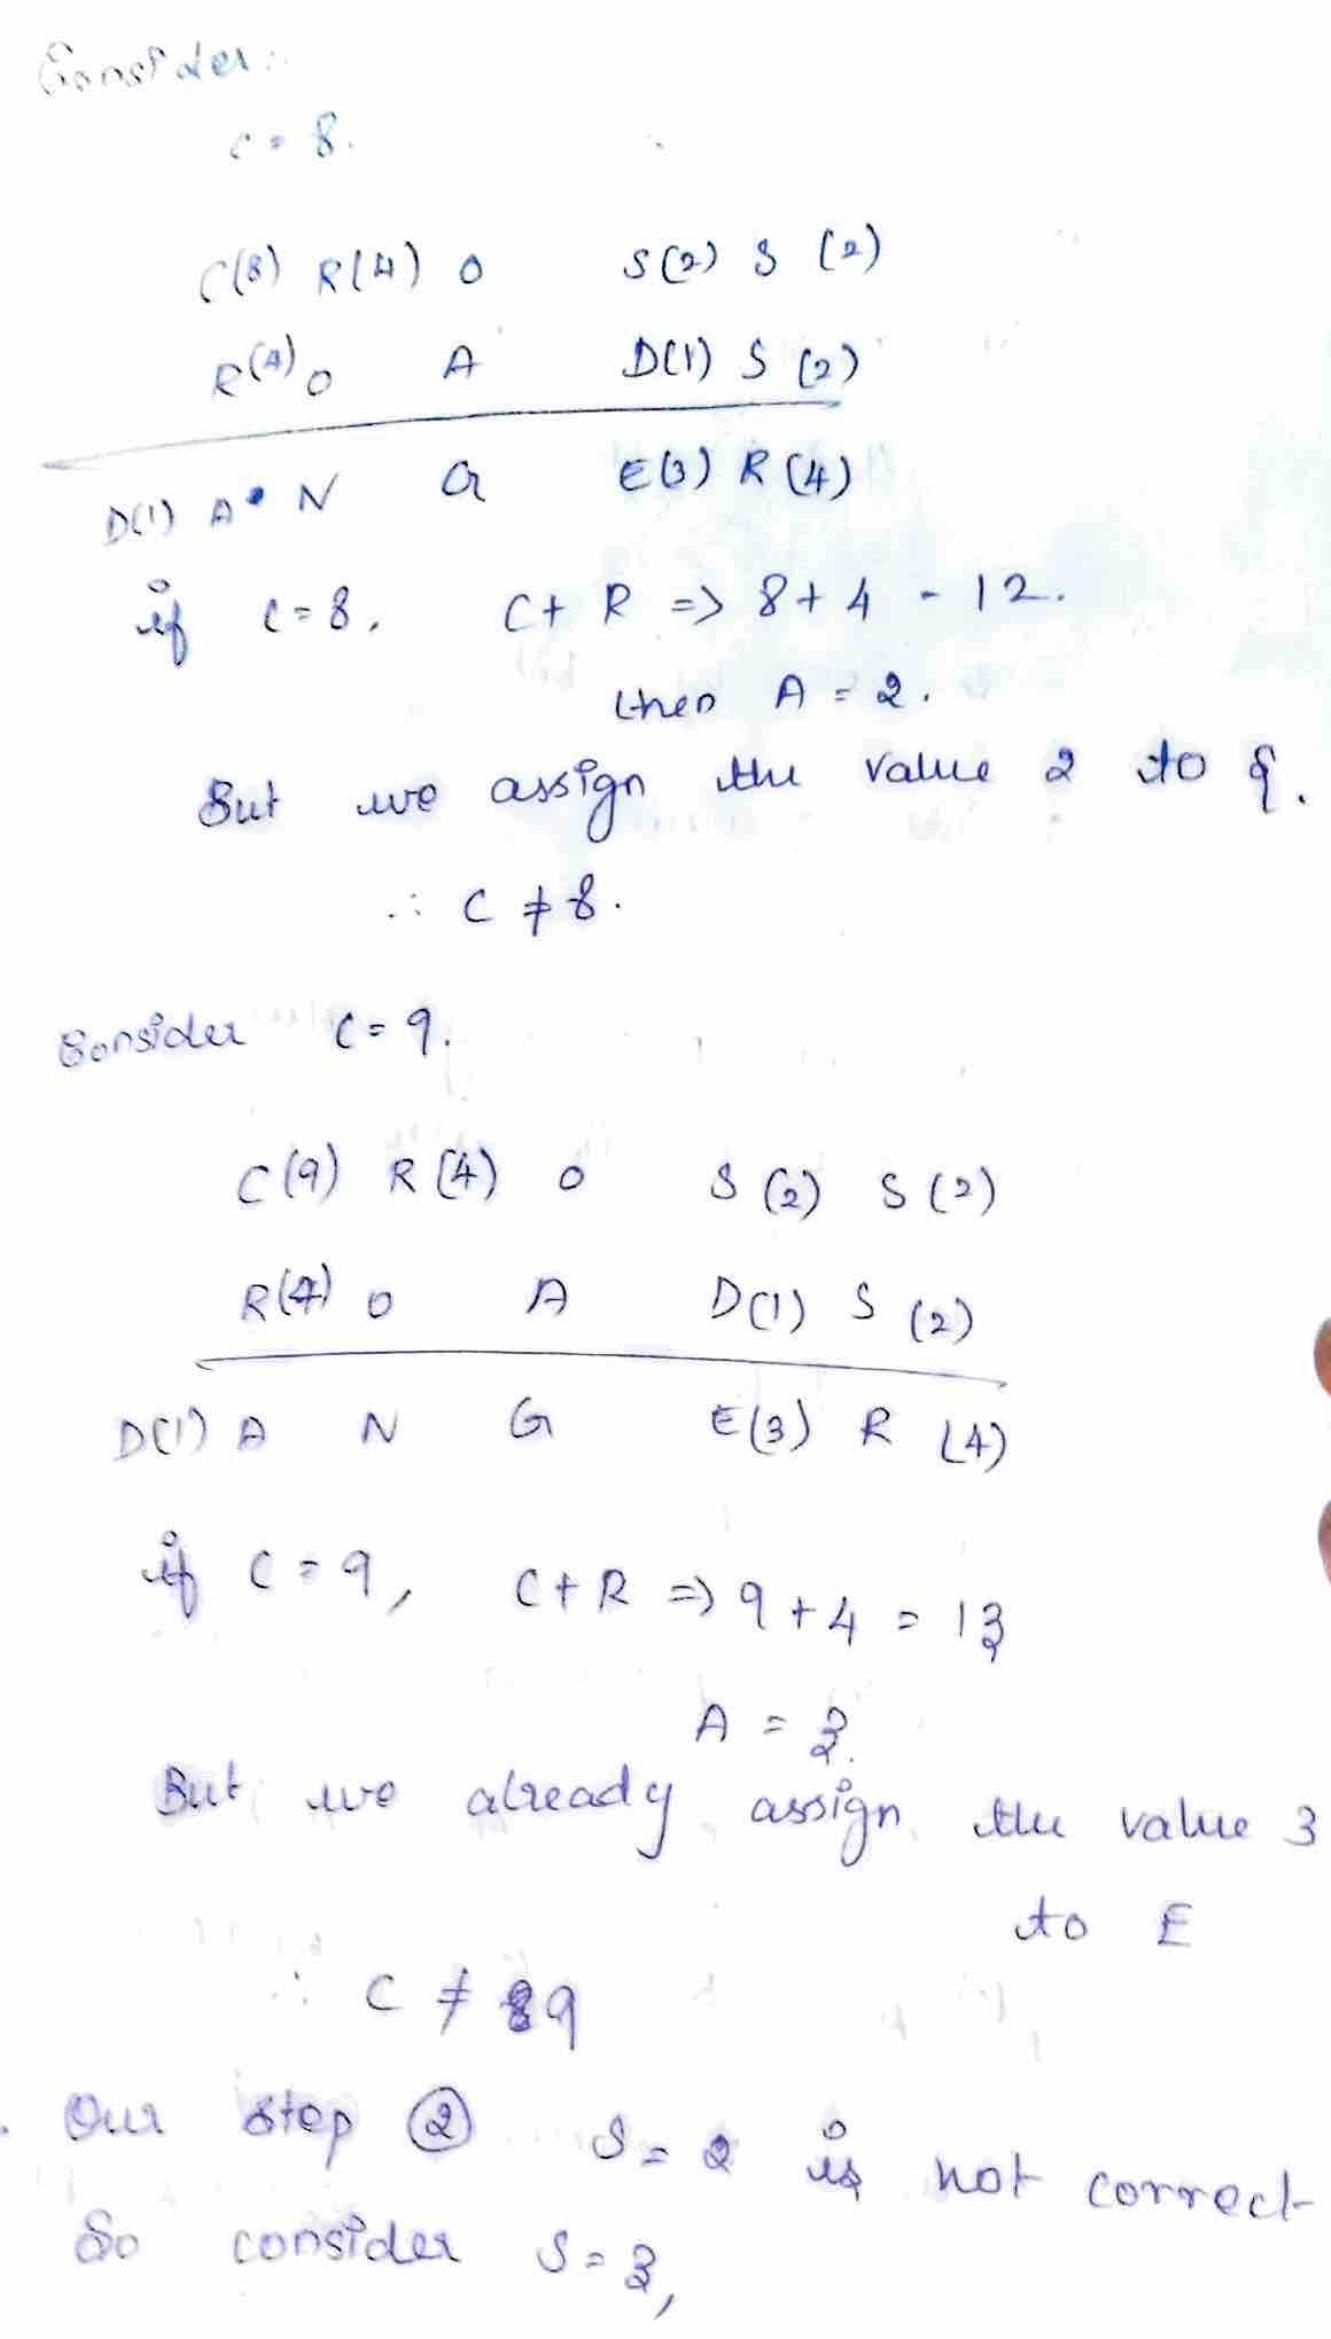 Consider:
C = 8.
C(8) R(4) O S(2) S (2)
R(4) O A D(1) S (2)
D(1) A N G E(3) R (4)
if C=8, C+ R => 8+4 - 12.
then A = 2.
But we assign the value 2 to S.
∴ C ≠ 8.
Consider C=9.
C(9) R(4) O S (2) S (2)
R(4) O A D(1) S (2)
D(1) A N G E(3) R (4)
if C=9, C+R => 9+4 = 13
A = 3.
But we already assign the value 3
to E
∴ C ≠ 9
Our step ② S= 2 is not correct
So consider S=3,